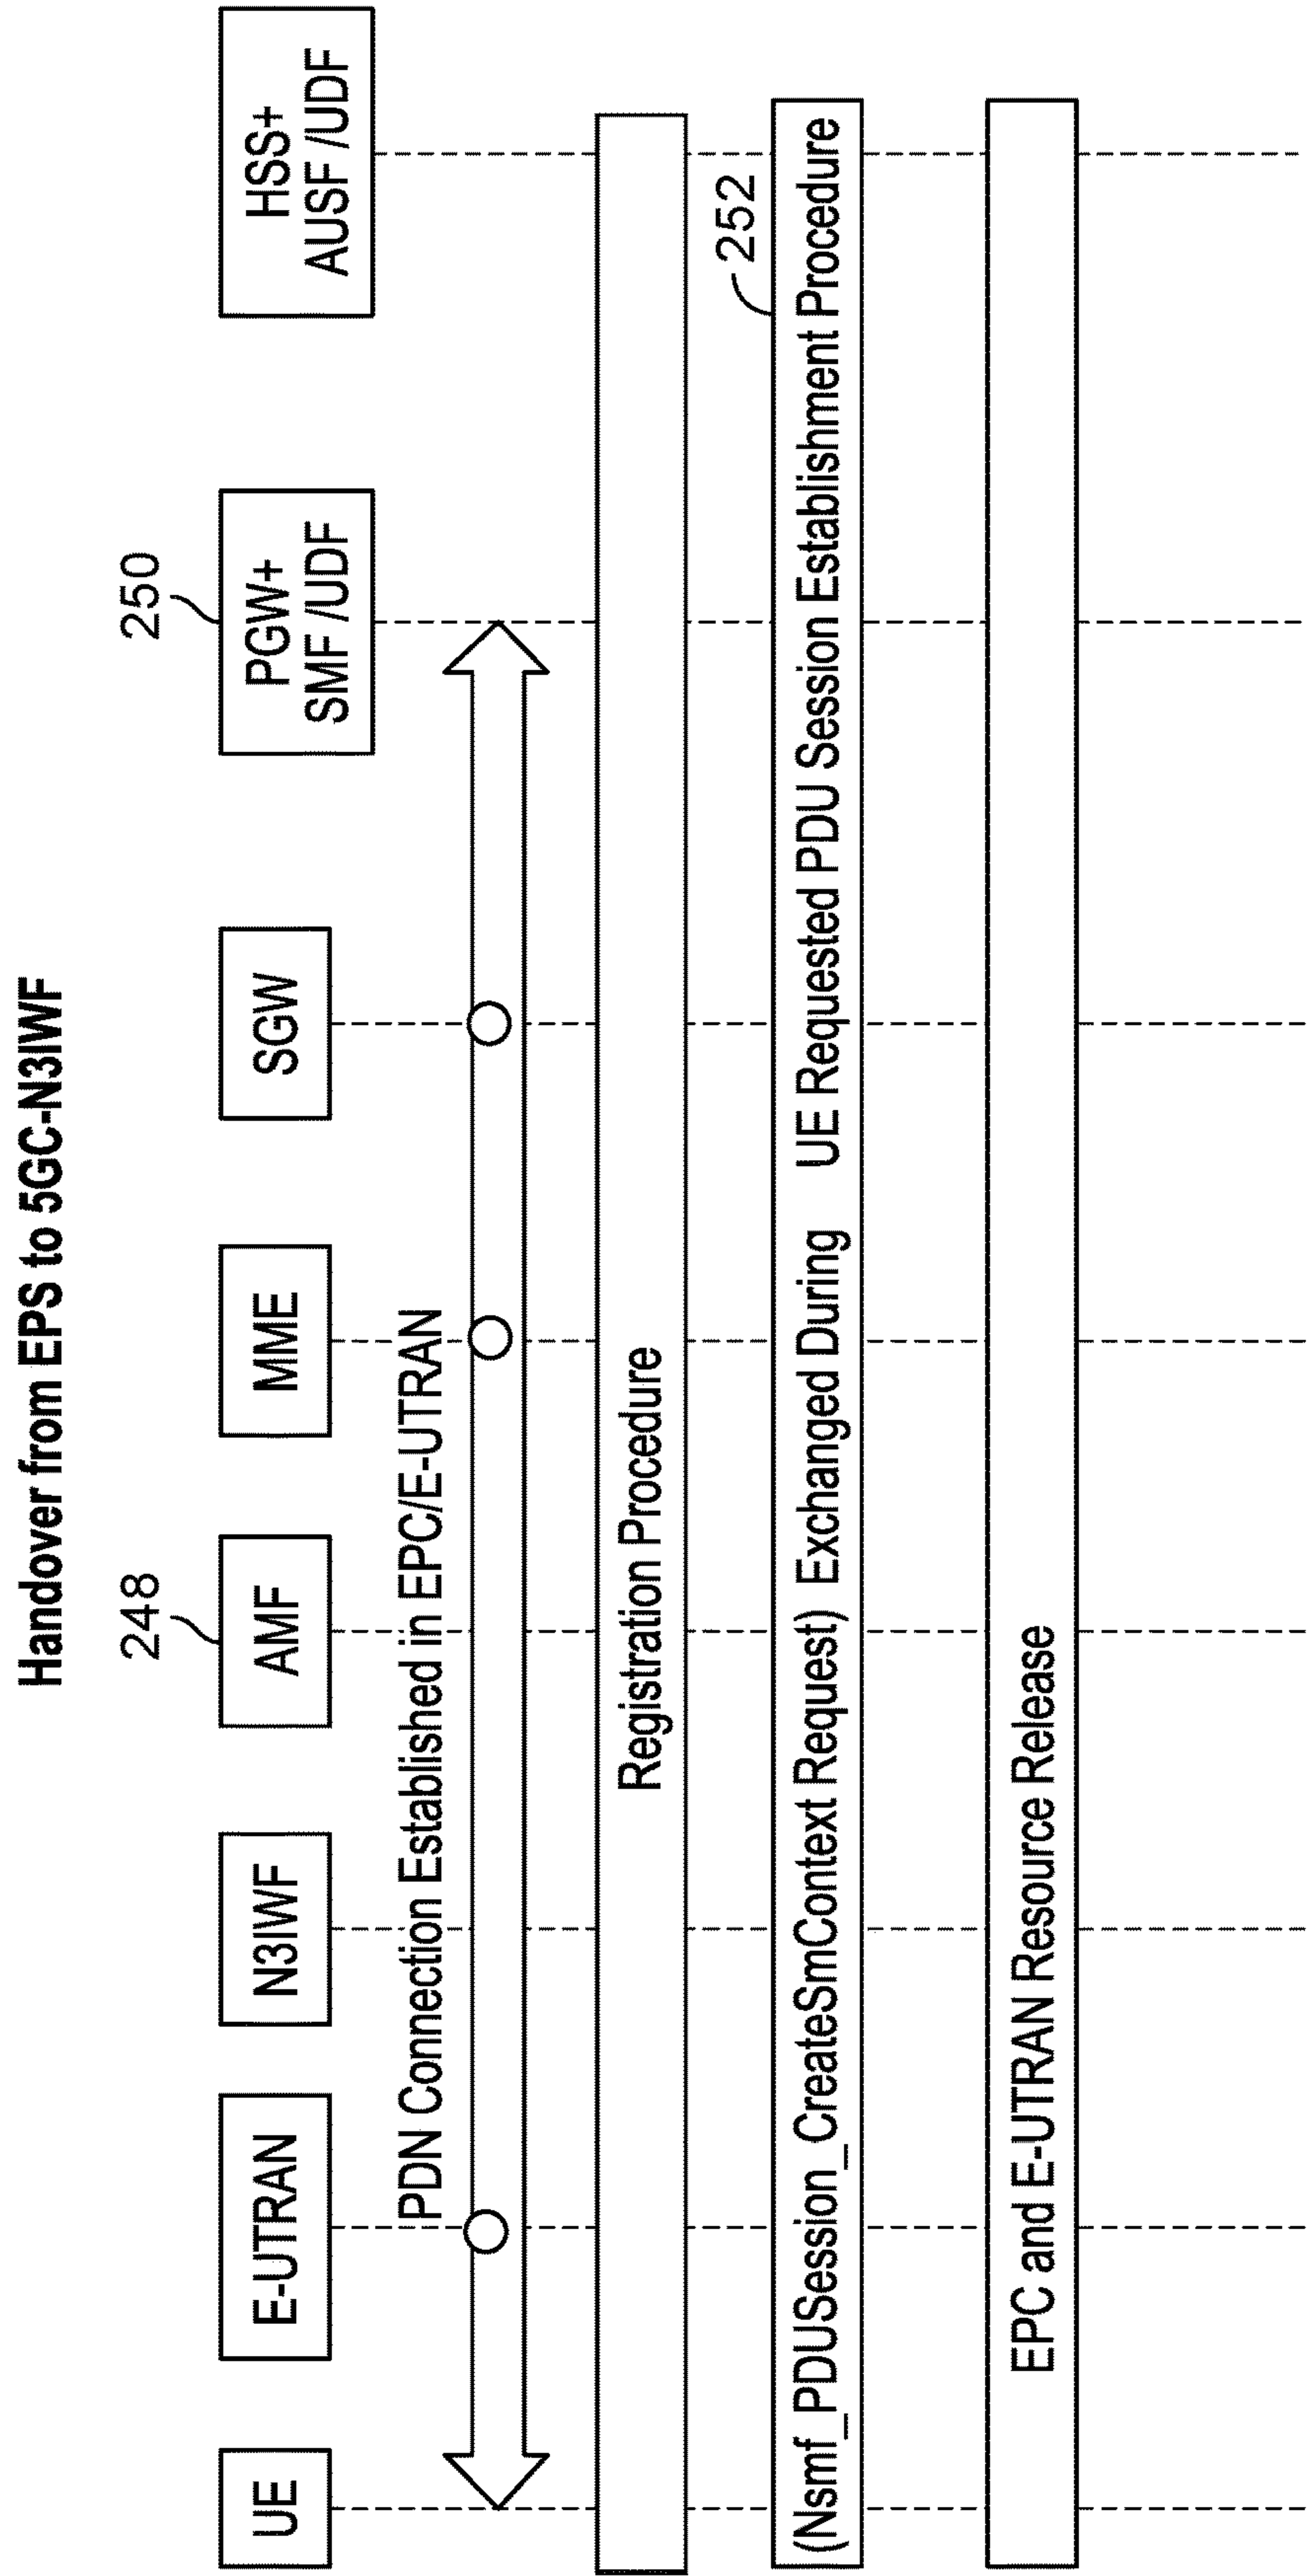 Handover from EPS to 5GC-N3IWF
248
250
UE
E-UTRAN
N3IWF
AMF
MME
SGW
PGW+
SMF /UDF
HSS+
AUSF /UDF
PDN Connection Established in EPC/E-UTRAN
Registration Procedure
252
(Nsmf_PDUSession_CreateSmContext Request) Exchanged During UE Requested PDU Session Establishment Procedure
EPC and E-UTRAN Resource Release